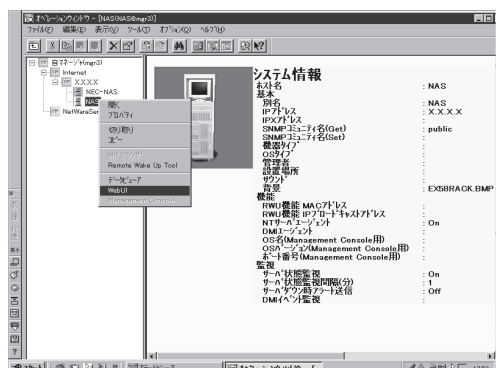 オペレーションウィンドウ - [NAS(NAS@mgr3)]
ファイル(F) 編集(E) 表示(V) ツール(T) オプション(O) ヘルプ(H)
自マネージャ(mgr3)
Internet
X.X.X.X
NEC-NAS
NAS
NetWareSer
開く
プロパティ
切り取り
コピー
Remote Wake Up Tool
データビューア
WebUI
Management Console
システム情報
ホスト名 : NAS
基本
別名 : NAS
IPアドレス : X.X.X.X
IPXアドレス :
SNMPコミュニティ名(Get) : public
SNMPコミュニティ名(Set) :
機器タイプ :
OSタイプ :
管理者 :
設置場所 :
サウンド :
背景 : EX58RACK.BMP
機能
RWU機能 MACアドレス :
RWU機能 IPブロードキャストアドレス :
NTサーバエージェント : On
DMIエージェント :
OS名(Management Console用) :
OSバージョン(Management Console用) :
ポート番号(Management Console用) :
監視
サーバ状態監視 : On
サーバ状態監視間隔(分) : 1
サーバダウン時アラート送信 : Off
DMIイベント監視 :